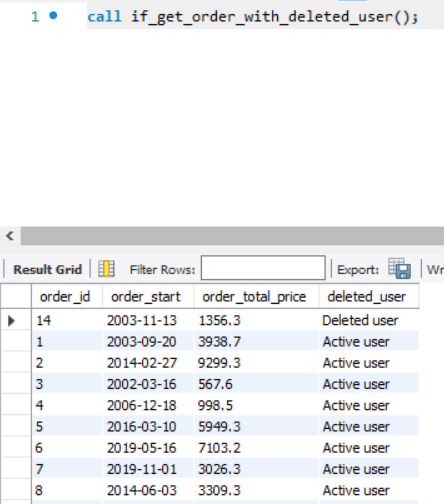 1 call if_get_order_with_deleted_user();
Result Grid Filter Rows: Export: Wr
order_id order_start order_total_price deleted_user
14 2003-11-13 1356.3 Deleted user
1 2003-09-20 3938.7 Active user
2 2014-02-27 9299.3 Active user
3 2002-03-16 567.6 Active user
4 2006-12-18 998.5 Active user
5 2016-03-10 5949.3 Active user
6 2019-05-16 7103.2 Active user
7 2019-11-01 3026.3 Active user
8 2014-06-03 3309.3 Active user